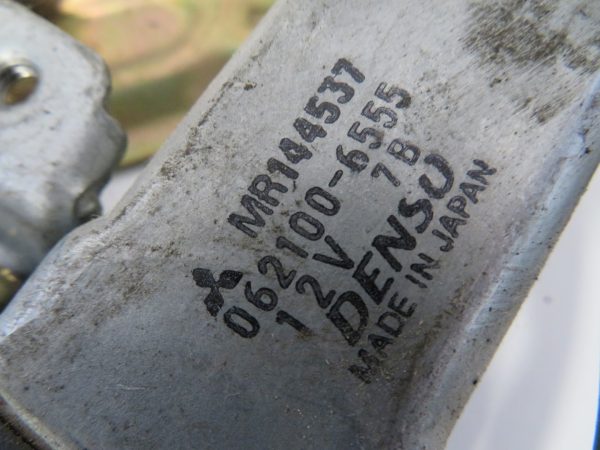 MR144537
062100-6555
12V 7B
DENSO
MADE IN JAPAN